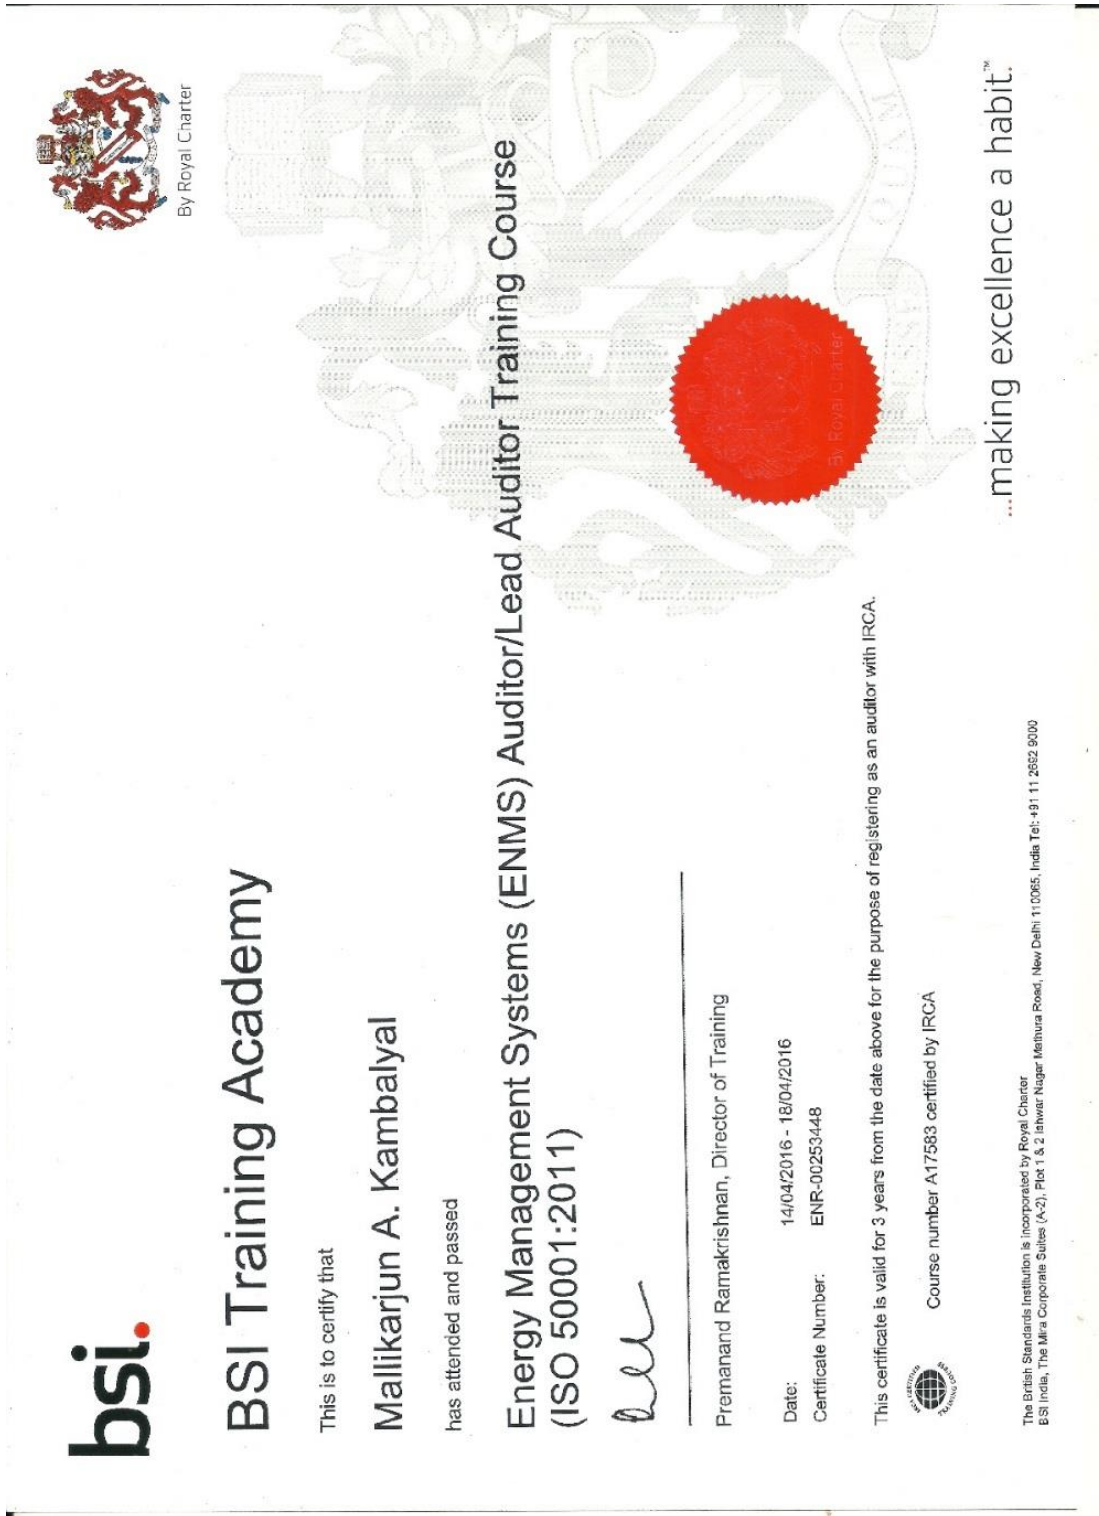 bsi.
By Royal Charter
BSI Training Academy
This is to certify that
Mallikarjun A. Kambalyal
has attended and passed
Energy Management Systems (ENMS) Auditor/Lead Auditor Training Course
(ISO 50001:2011)
Premanand Ramakrishnan, Director of Training
Date: 14/04/2016 - 18/04/2016
Certificate Number: ENR-00253448
By Royal Charter
This certificate is valid for 3 years from the date above for the purpose of registering as an auditor with IRCA.
Course number A17583 certified by IRCA
...making excellence a habit.™
The British Standards Institution is incorporated by Royal Charter
BSI India, The Mira Corporate Suites (A-2), Plot 1 & 2 Ishwar Nagar Mathura Road, New Delhi 110065, India Tel: +91 11 2692 9000